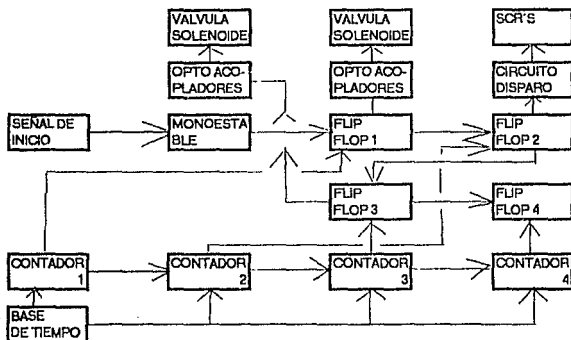 VALVULA
SOLENOIDE
VALVULA
SOLENOIDE
SCR'S
OPTO ACO-
PLADORES
OPTO ACO-
PLADORES
CIRCUITO
DISPARO
SEÑAL DE
INICIO
MONOESTA
BLE
FLIP
FLOP 1
FLIP
FLOP 2
FLIP
FLOP 3
FLIP
FLOP 4
CONTADOR
1
CONTADOR
2
CONTADOR
3
CONTADOR
4
BASE
DE TIEMPO